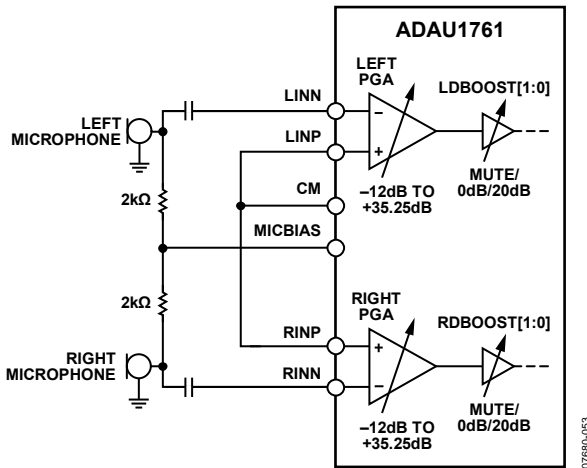 ADAU1761
LEFT
PGA
LDBOOST[1:0]
LINN
LEFT
MICROPHONE
LINP
CM
MUTE/
0dB/20dB
–12dB TO
+35.25dB
2kΩ
MICBIAS
2kΩ
RIGHT
PGA
RDBOOST[1:0]
RINP
RIGHT
MICROPHONE
RINN
MUTE/
0dB/20dB
–12dB TO
+35.25dB
07680-053